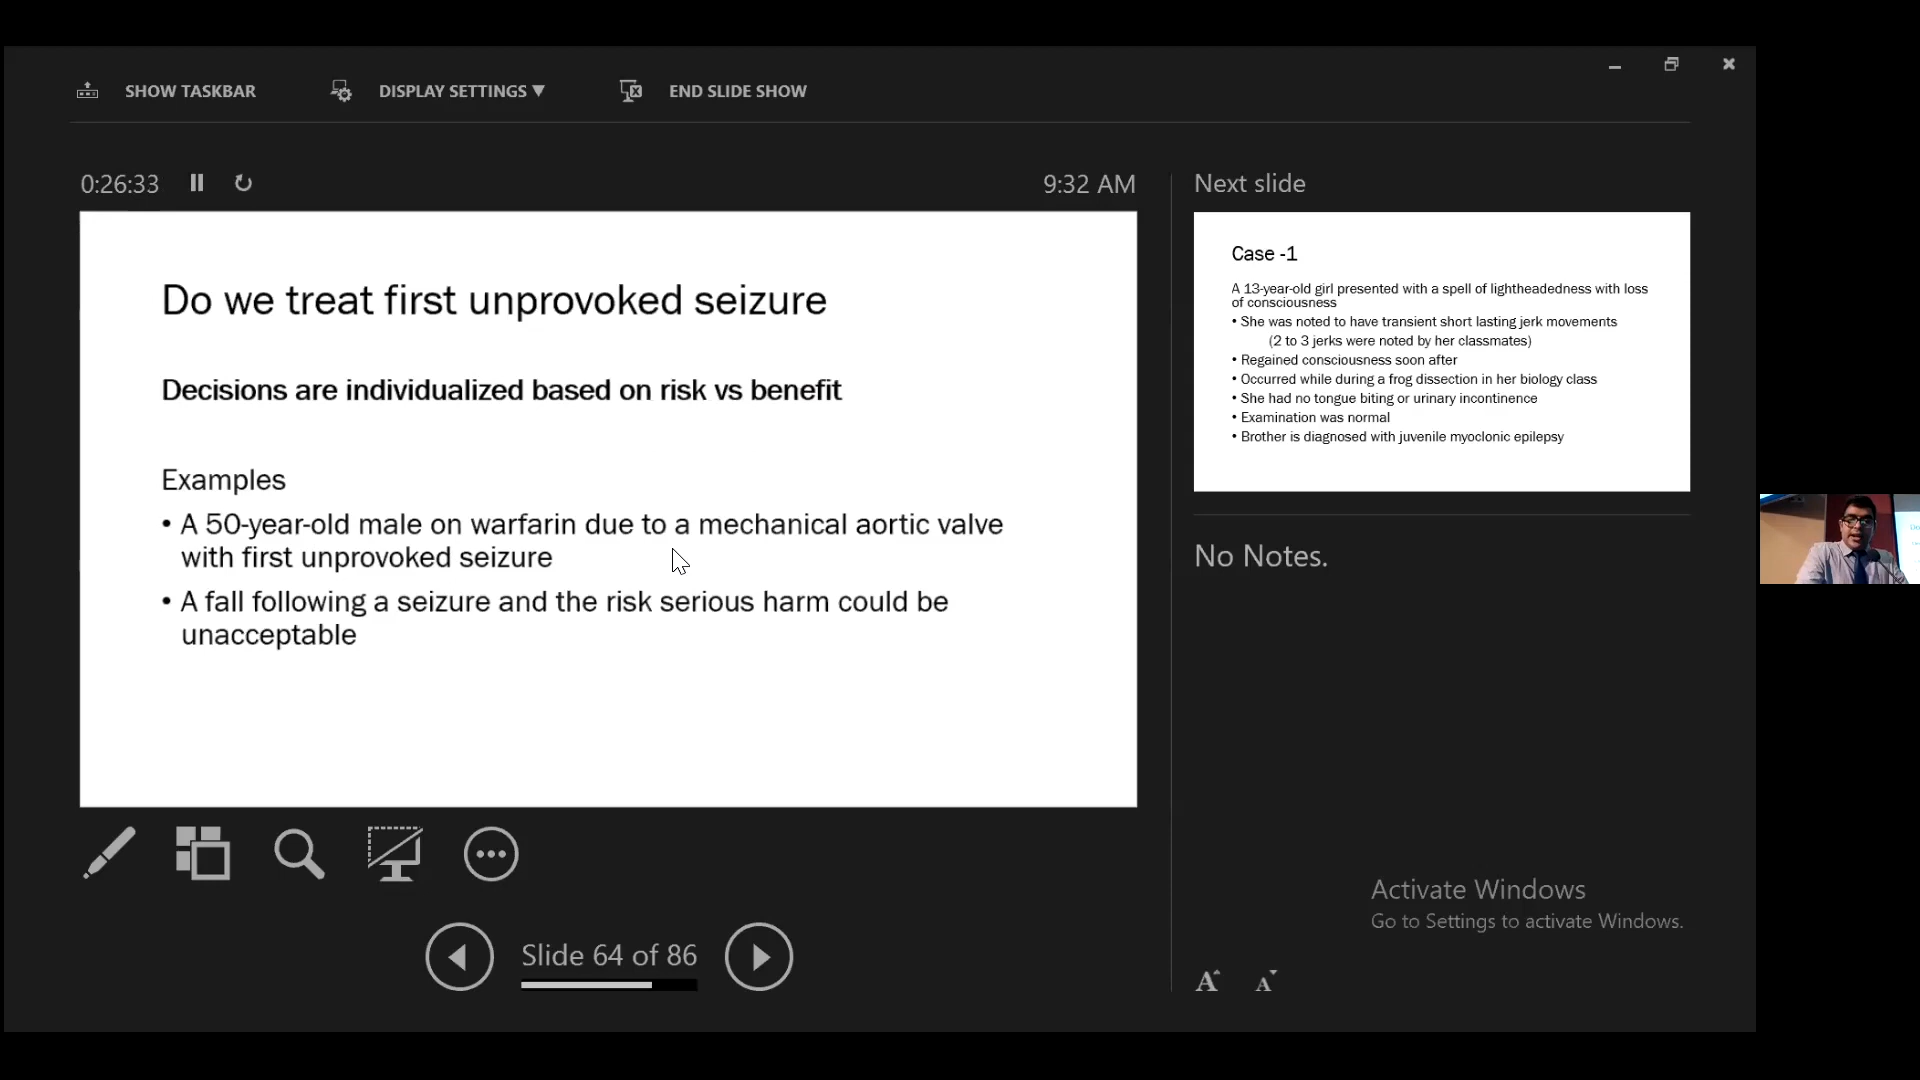 SHOW TASKBAR
DISPLAY SETTINGS ▼
END SLIDE SHOW
0:26:33
9:32 AM
Do we treat first unprovoked seizure
Decisions are individualized based on risk vs benefit
Examples
• A 50-year-old male on warfarin due to a mechanical aortic valve
with first unprovoked seizure
• A fall following a seizure and the risk serious harm could be
unacceptable
Slide 64 of 86
Next slide
Case -1
A 13-year-old girl presented with a spell of lightheadedness with loss
of consciousness
• She was noted to have transient short lasting jerk movements
(2 to 3 jerks were noted by her classmates)
• Regained consciousness soon after
• Occurred while during a frog dissection in her biology class
• She had no tongue biting or urinary incontinence
• Examination was normal
• Brother is diagnosed with juvenile myoclonic epilepsy
No Notes.
Activate Windows
Go to Settings to activate Windows.
A A